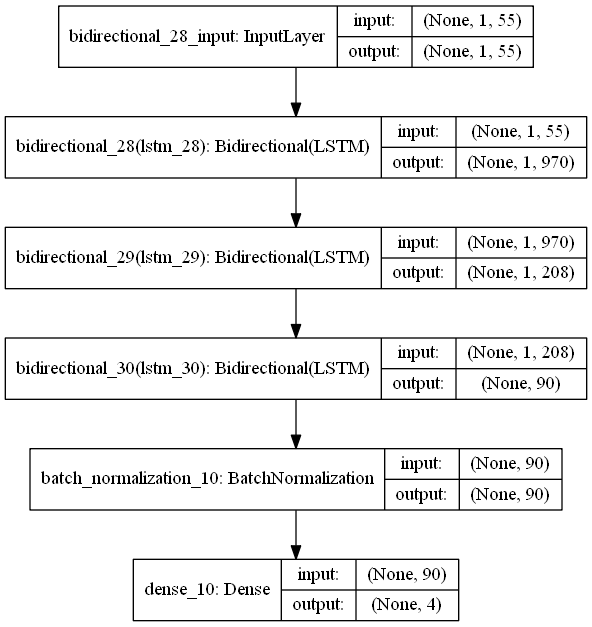 bidirectional_28_input: InputLayer
input: (None, 1, 55)
output: (None, 1, 55)
bidirectional_28(lstm_28): Bidirectional(LSTM)
input: (None, 1, 55)
output: (None, 1, 970)
bidirectional_29(lstm_29): Bidirectional(LSTM)
input: (None, 1, 970)
output: (None, 1, 208)
bidirectional_30(lstm_30): Bidirectional(LSTM)
input: (None, 1, 208)
output: (None, 90)
batch_normalization_10: BatchNormalization
input: (None, 90)
output: (None, 90)
dense_10: Dense
input: (None, 90)
output: (None, 4)